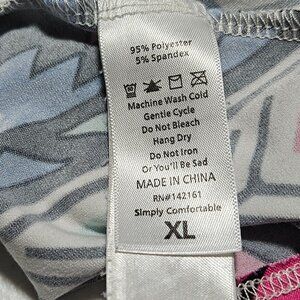 95% Polyester
5% Spandex
Machine Wash Cold
Gentle Cycle
Do Not Bleach
Hang Dry
Do Not Iron
Or You'll Be Sad
MADE IN CHINA
RN#142161
Simply Comfortable
XL